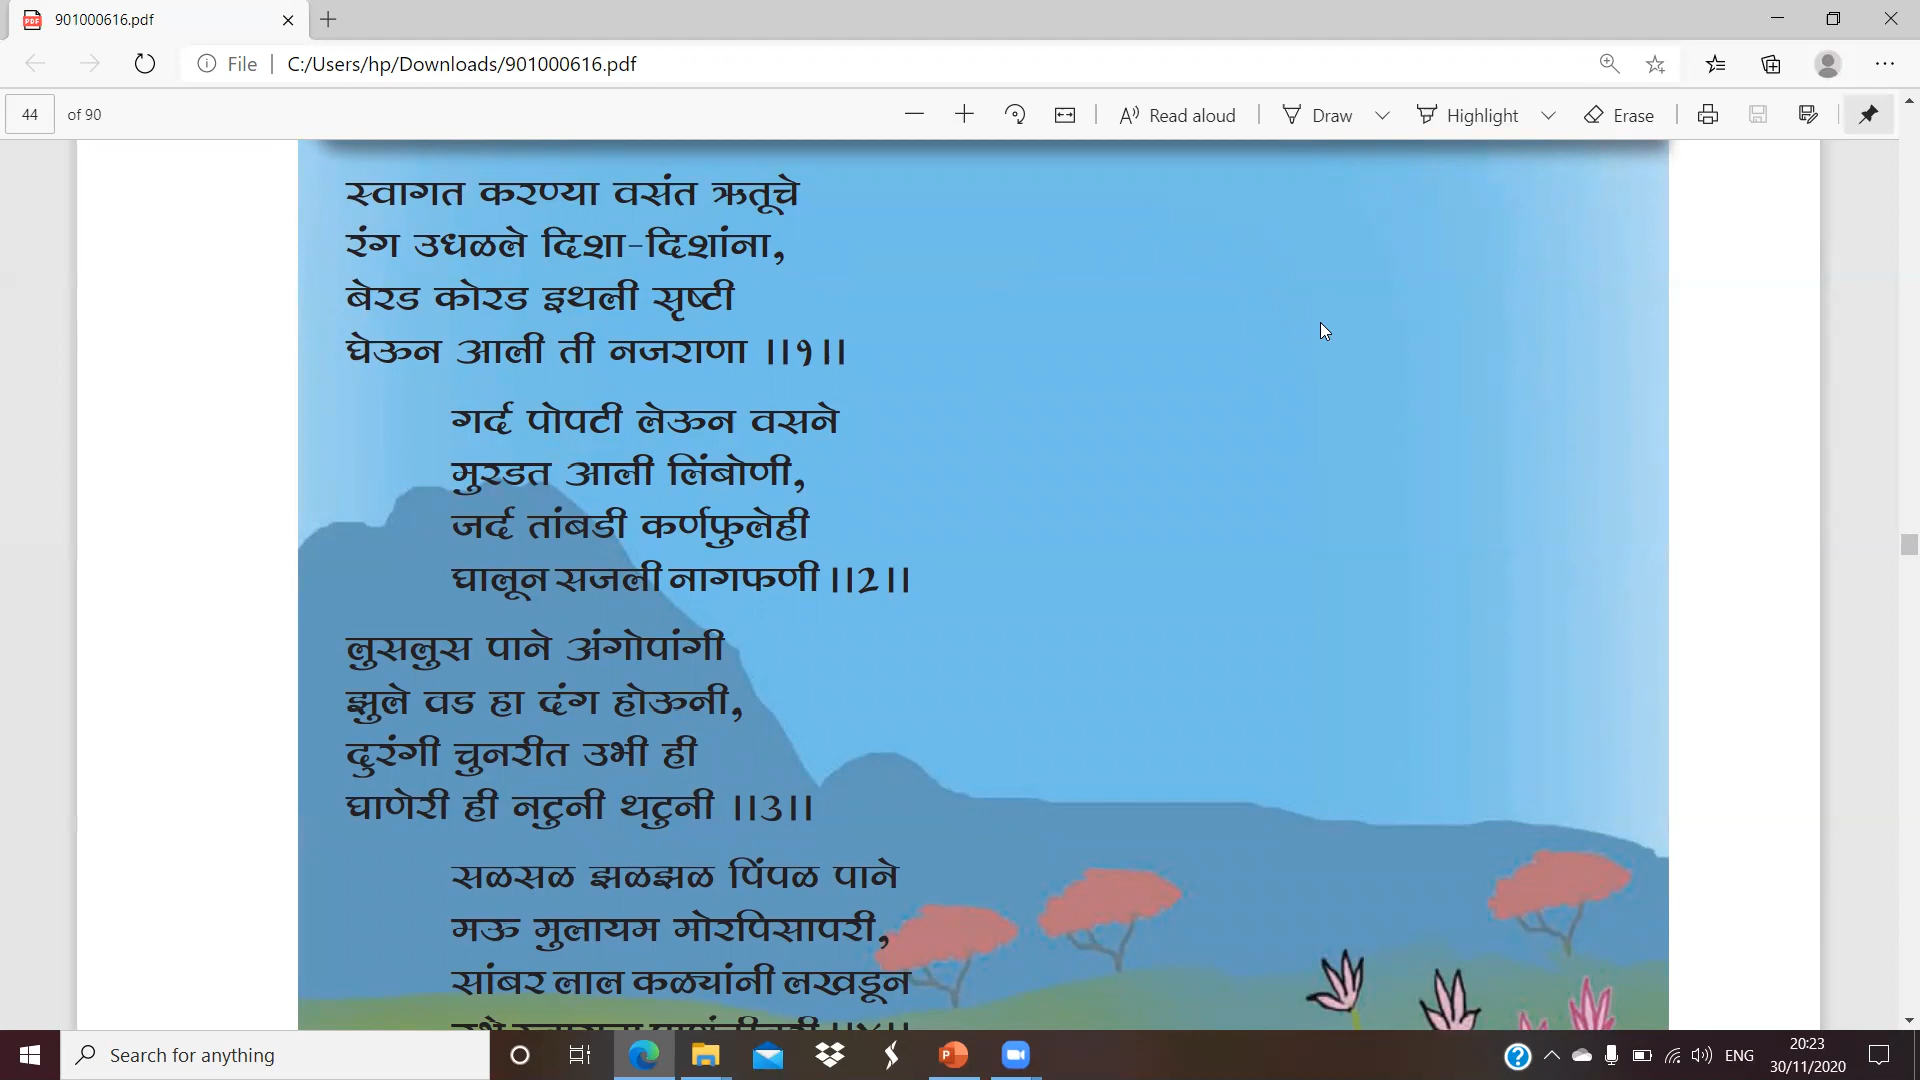 901000616.pdf
File | C:/Users/hp/Downloads/901000616.pdf
44 of 90
Read aloud
Draw
Highlight
Erase
स्वागत करण्या वसंत ऋतूचे
रंग उधळले दिशा-दिशांना,
बेरड कोरड इथली सृष्टी
घेऊन आली ती नजराणा ।।१।।
गर्द पोपटी लेऊन वसने
मुरडत आली लिंबोणी,
जर्द तांबडी कर्णफुलेही
घालून सजली नागफणी ।।2।।
लुसलुस पाने अंगोपांगी
झुले वड हा दंग होऊनी,
दुरंगी चुनरीत उभी ही
घाणेरी ही नटुनी थटुनी ।।3।।
सळसळ झळझळ पिंपळ पाने
मऊ मुलायम मोरपिसापरी,
सांबर लाल कळ्यांनी लखडून
Search for anything
ENG
20:23
30/11/2020